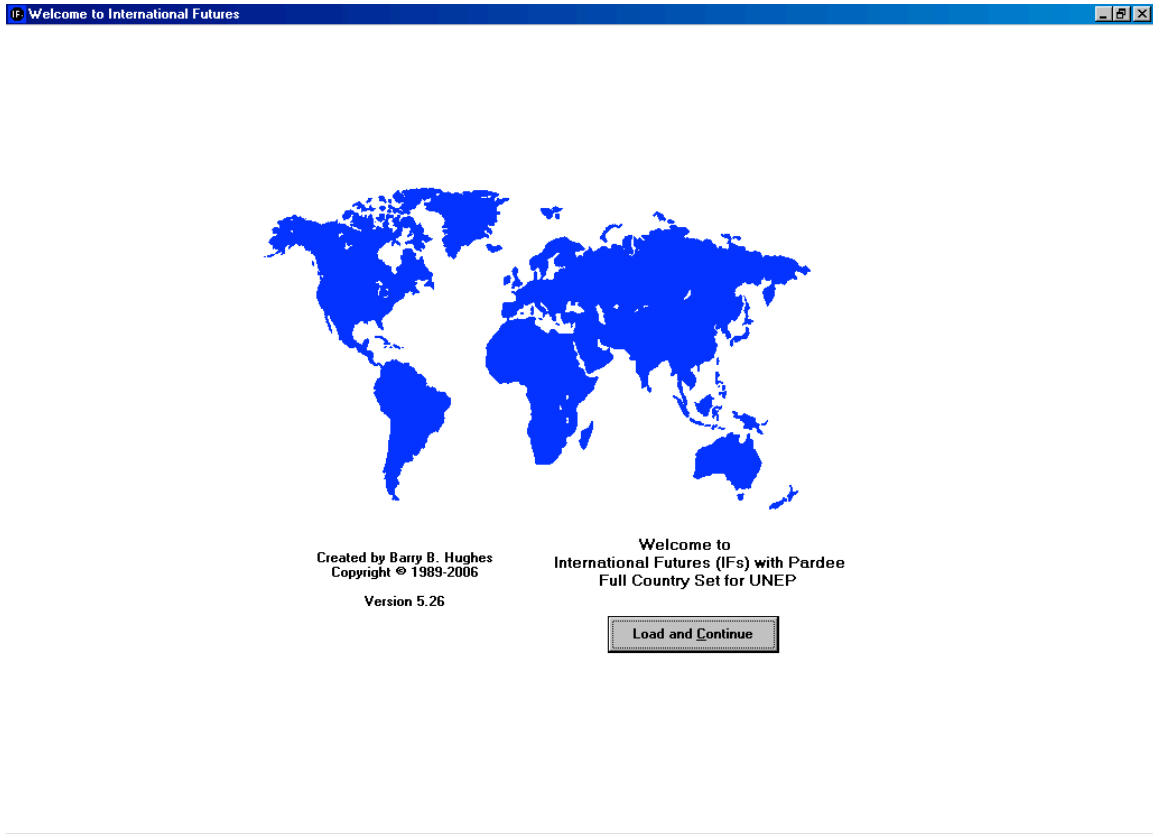 IFs Welcome to International Futures
Created by Barry B. Hughes
Copyright © 1989-2006
Version 5.26
Welcome to
International Futures (IFs) with Pardee
Full Country Set for UNEP
Load and Continue